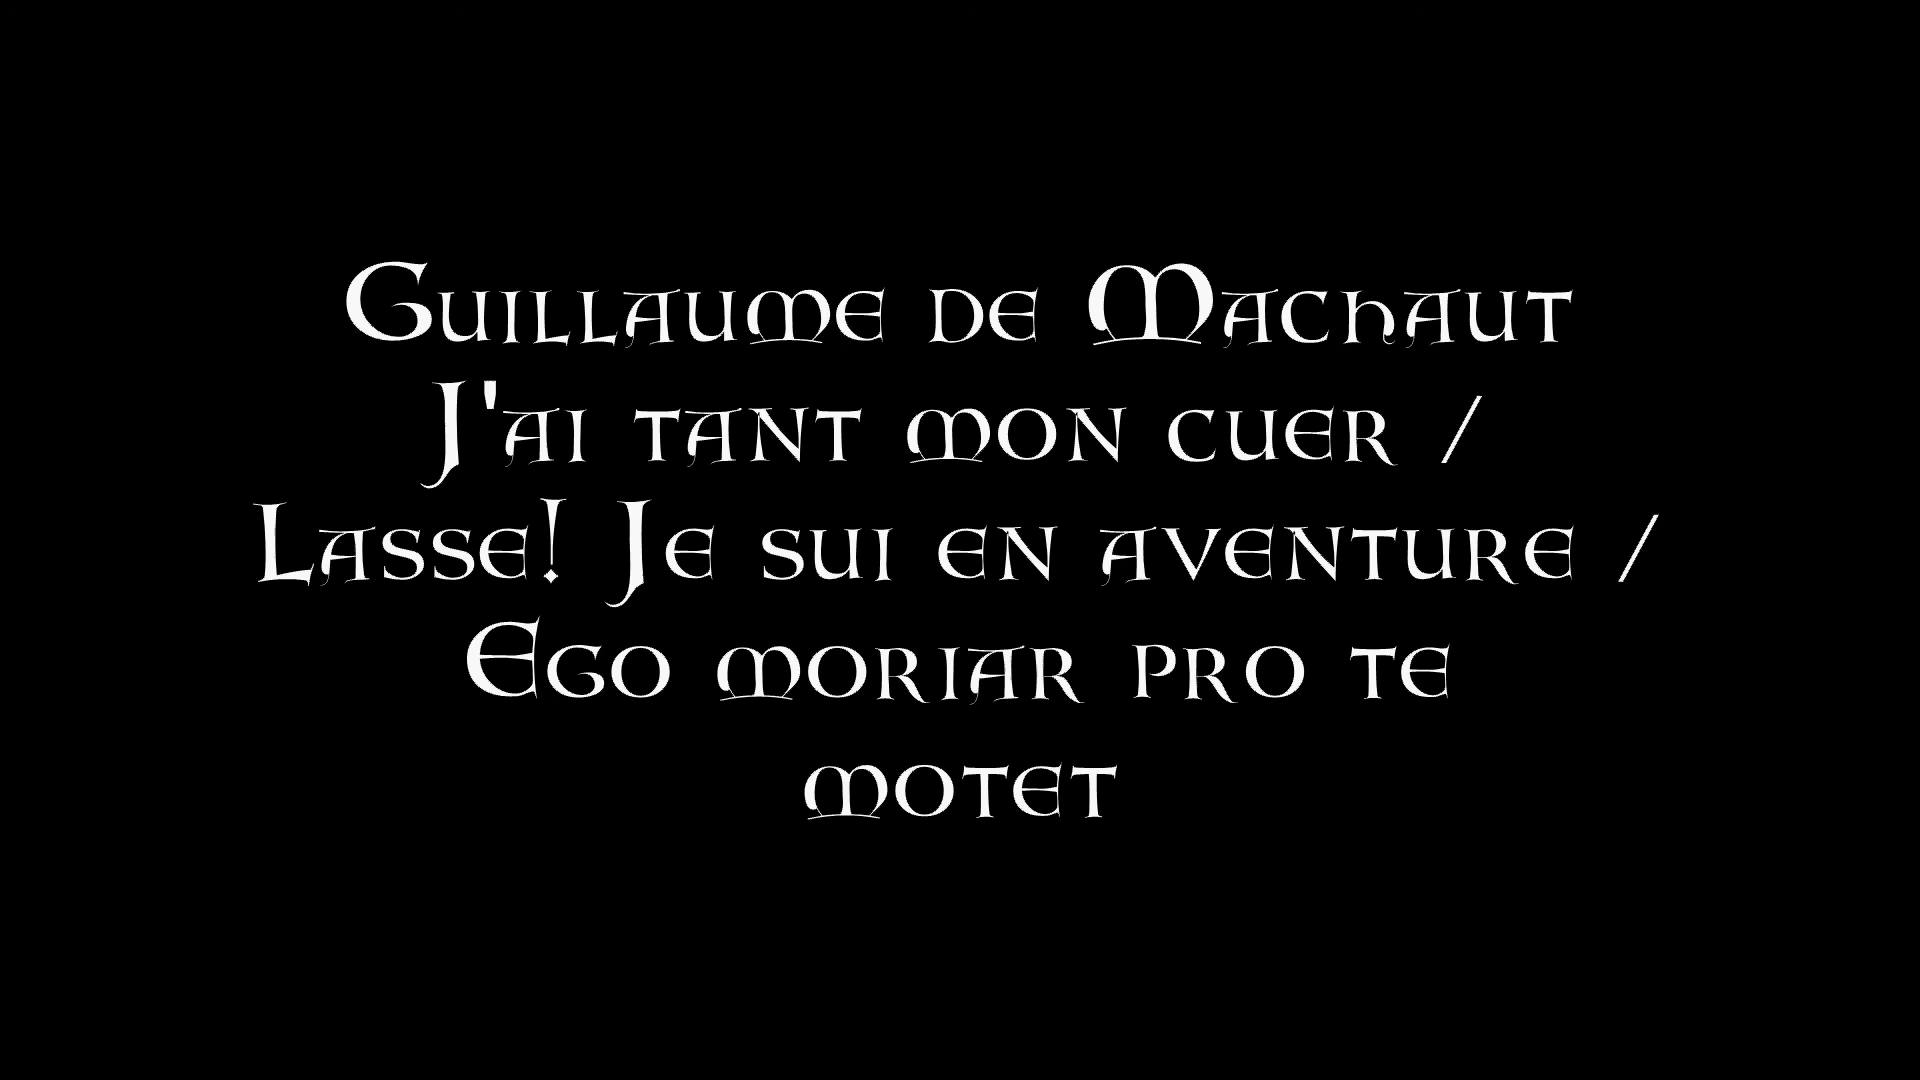 Guillaume de Machaut
J'ai tant mon cuer /
Lasse! Je sui en aventure /
Ego moriar pro te
motet